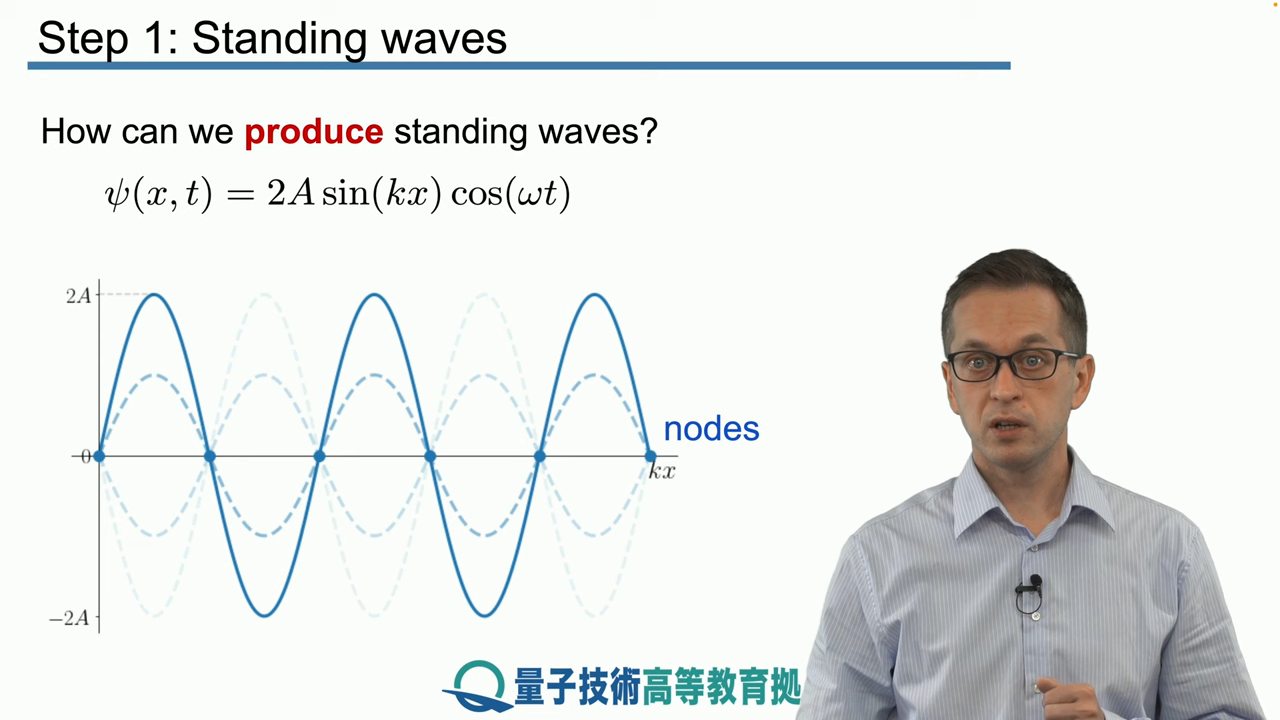 Step 1: Standing waves
How can we produce standing waves?
ψ(x, t) = 2A sin(kx) cos(ωt)
2A
nodes
0
kx
−2A
量子技術高等教育拠